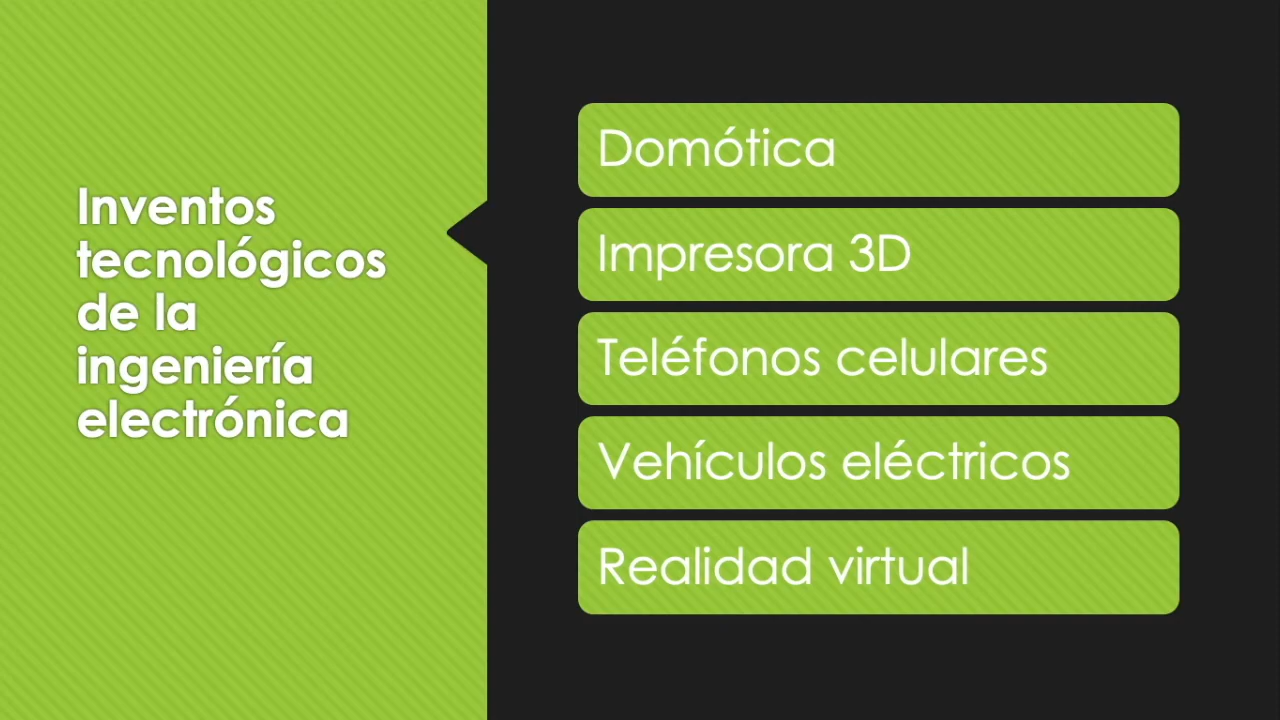 Inventos
tecnológicos
de la
ingeniería
electrónica
Domótica
Impresora 3D
Teléfonos celulares
Vehículos eléctricos
Realidad virtual